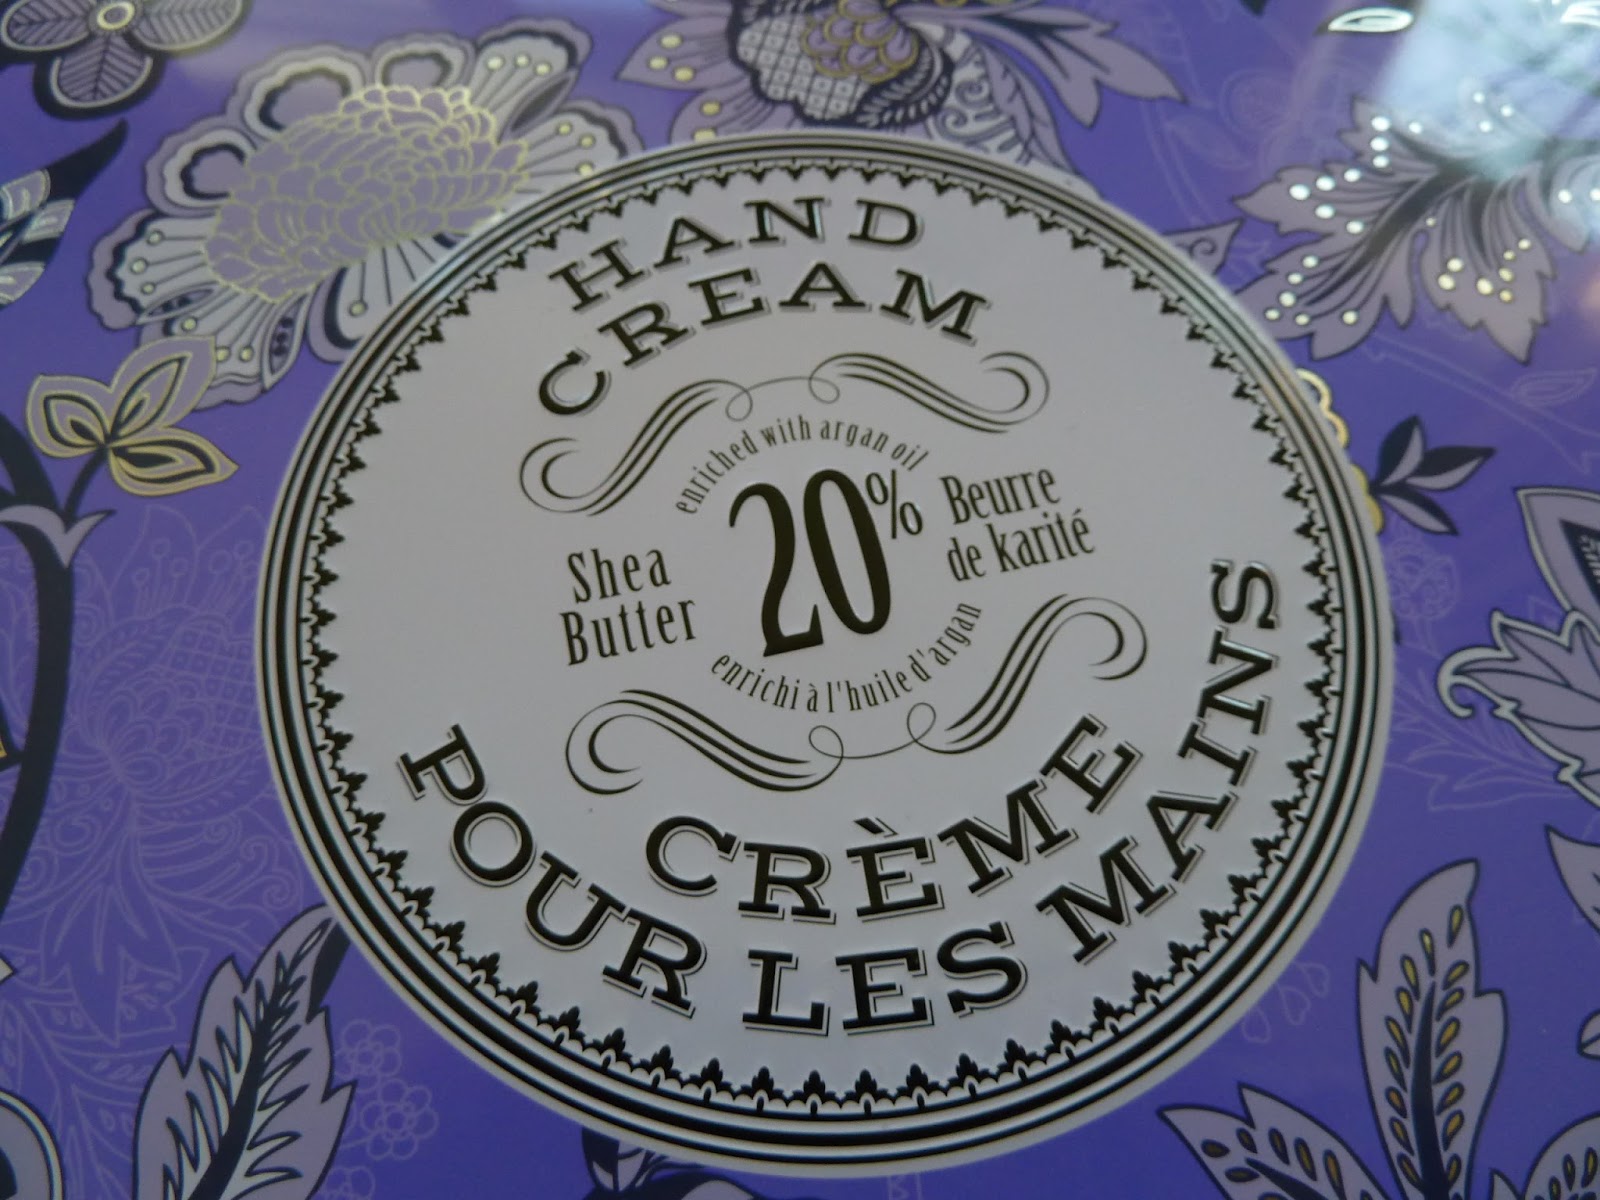 HAND
CREAM
enriched with argan oil
Shea
Butter
20%
Beurre
de karité
enrichi à l'huile d'argan
CRÈME
POUR LES MAINS